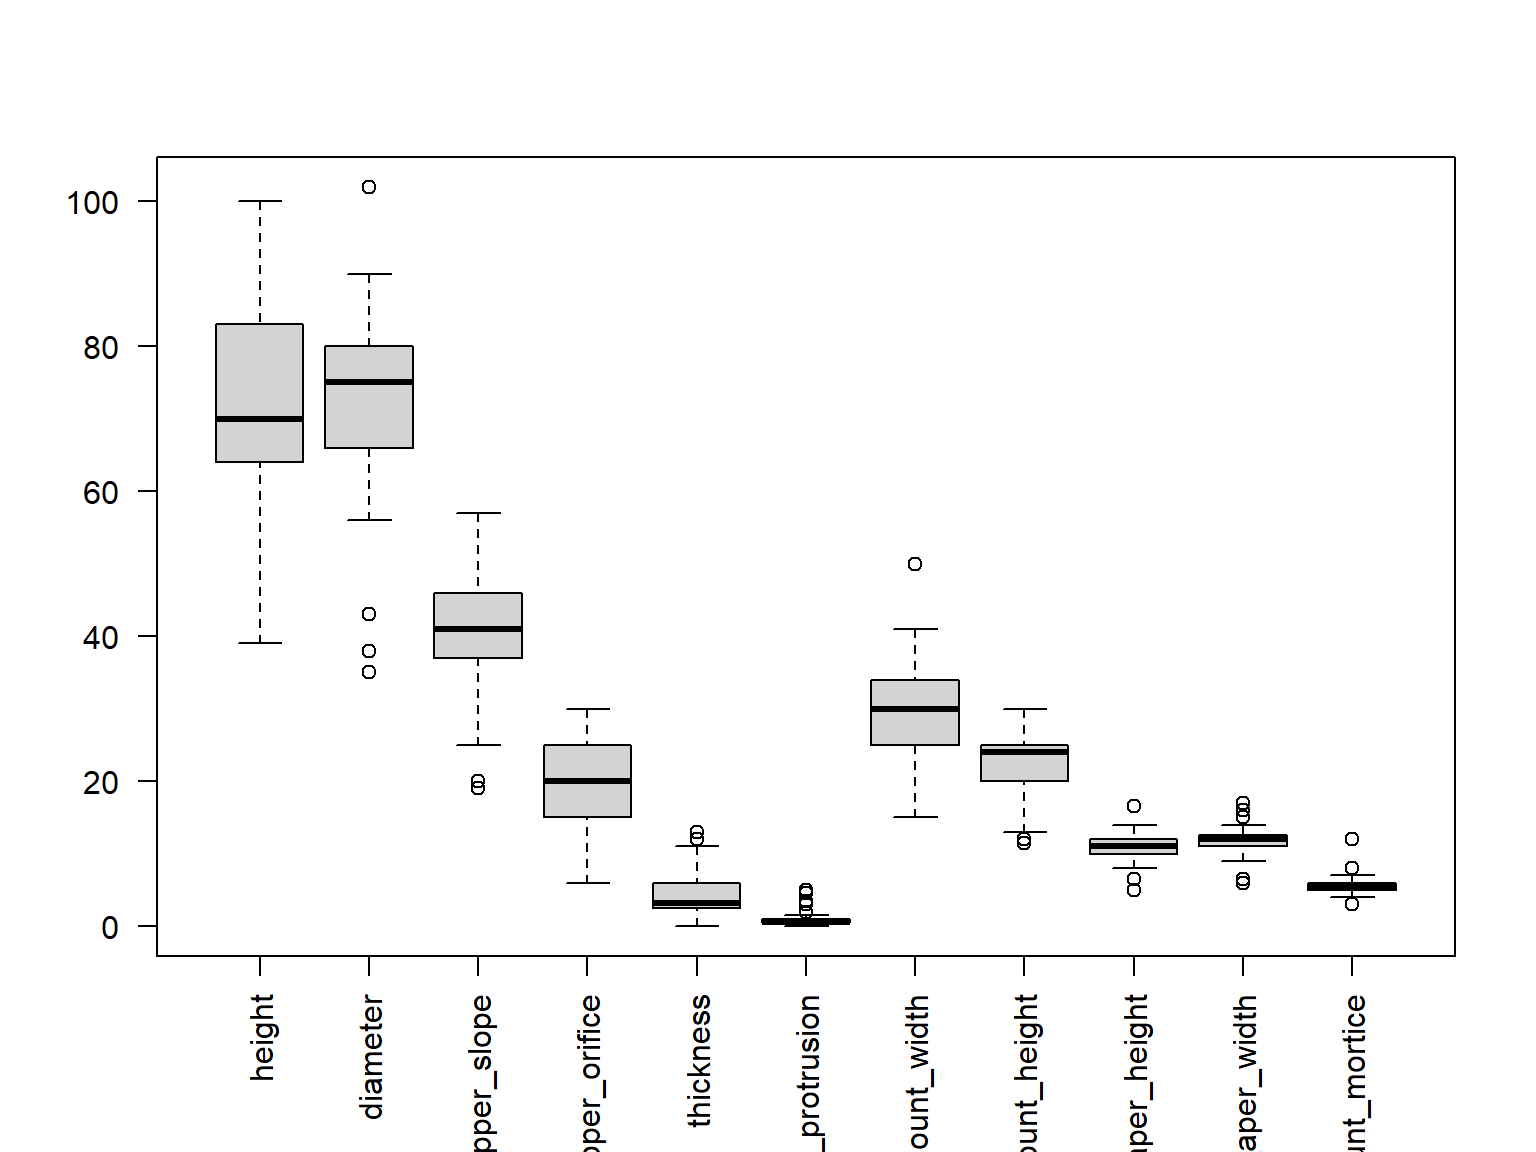 100
80
60
40
20
0
height
diameter
pper_slope
pper_orifice
thickness
_protrusion
ount_width
ount_height
aper_height
aper_width
unt_mortice